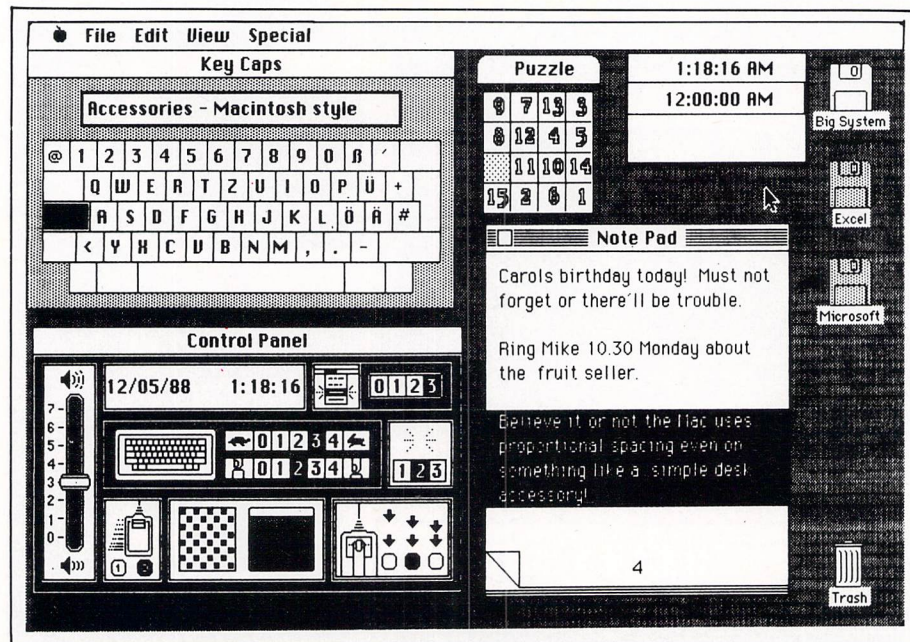 File Edit View Special
Key Caps
Accessories - Macintosh style
@ 1 2 3 4 5 6 7 8 9 0 ß ´
Q W E R T Z U I O P Ü +
A S D F G H J K L Ö Ä #
< Y X C V B N M , . -
Puzzle
9 7 13 3
8 12 4 5
11 10 14
15 2 6 1
1:18:16 AM
12:00:00 AM
Big System
Excel
Microsoft
Trash
Note Pad
Carols birthday today! Must not
forget or there'll be trouble.
Ring Mike 10.30 Monday about
the fruit seller.
Believe it or not the Mac uses
proportional spacing even on
something like a simple desk
accessory!
4
Control Panel
12/05/88 1:18:16
0 1 2 3
7-
6-
5-
4-
3-
2-
1-
0-
0 1 2 3 4
0 1 2 3 4
1 2 3
1 2